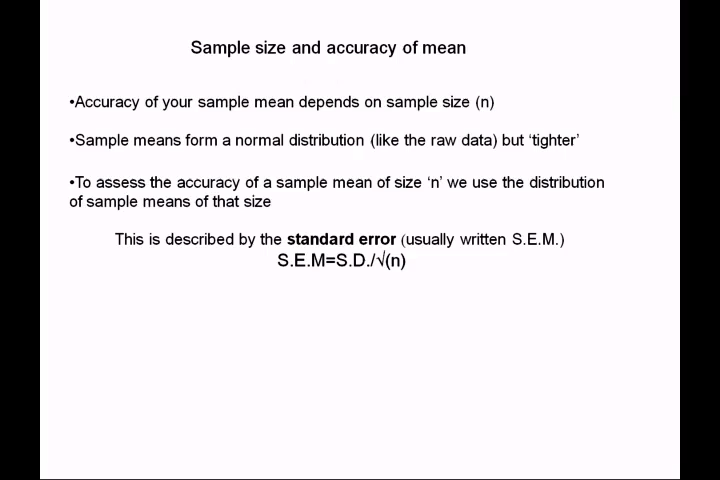 Sample size and accuracy of mean
•Accuracy of your sample mean depends on sample size (n)
•Sample means form a normal distribution (like the raw data) but ‘tighter’
•To assess the accuracy of a sample mean of size ‘n’ we use the distribution
of sample means of that size
This is described by the standard error (usually written S.E.M.)
S.E.M=S.D./√(n)